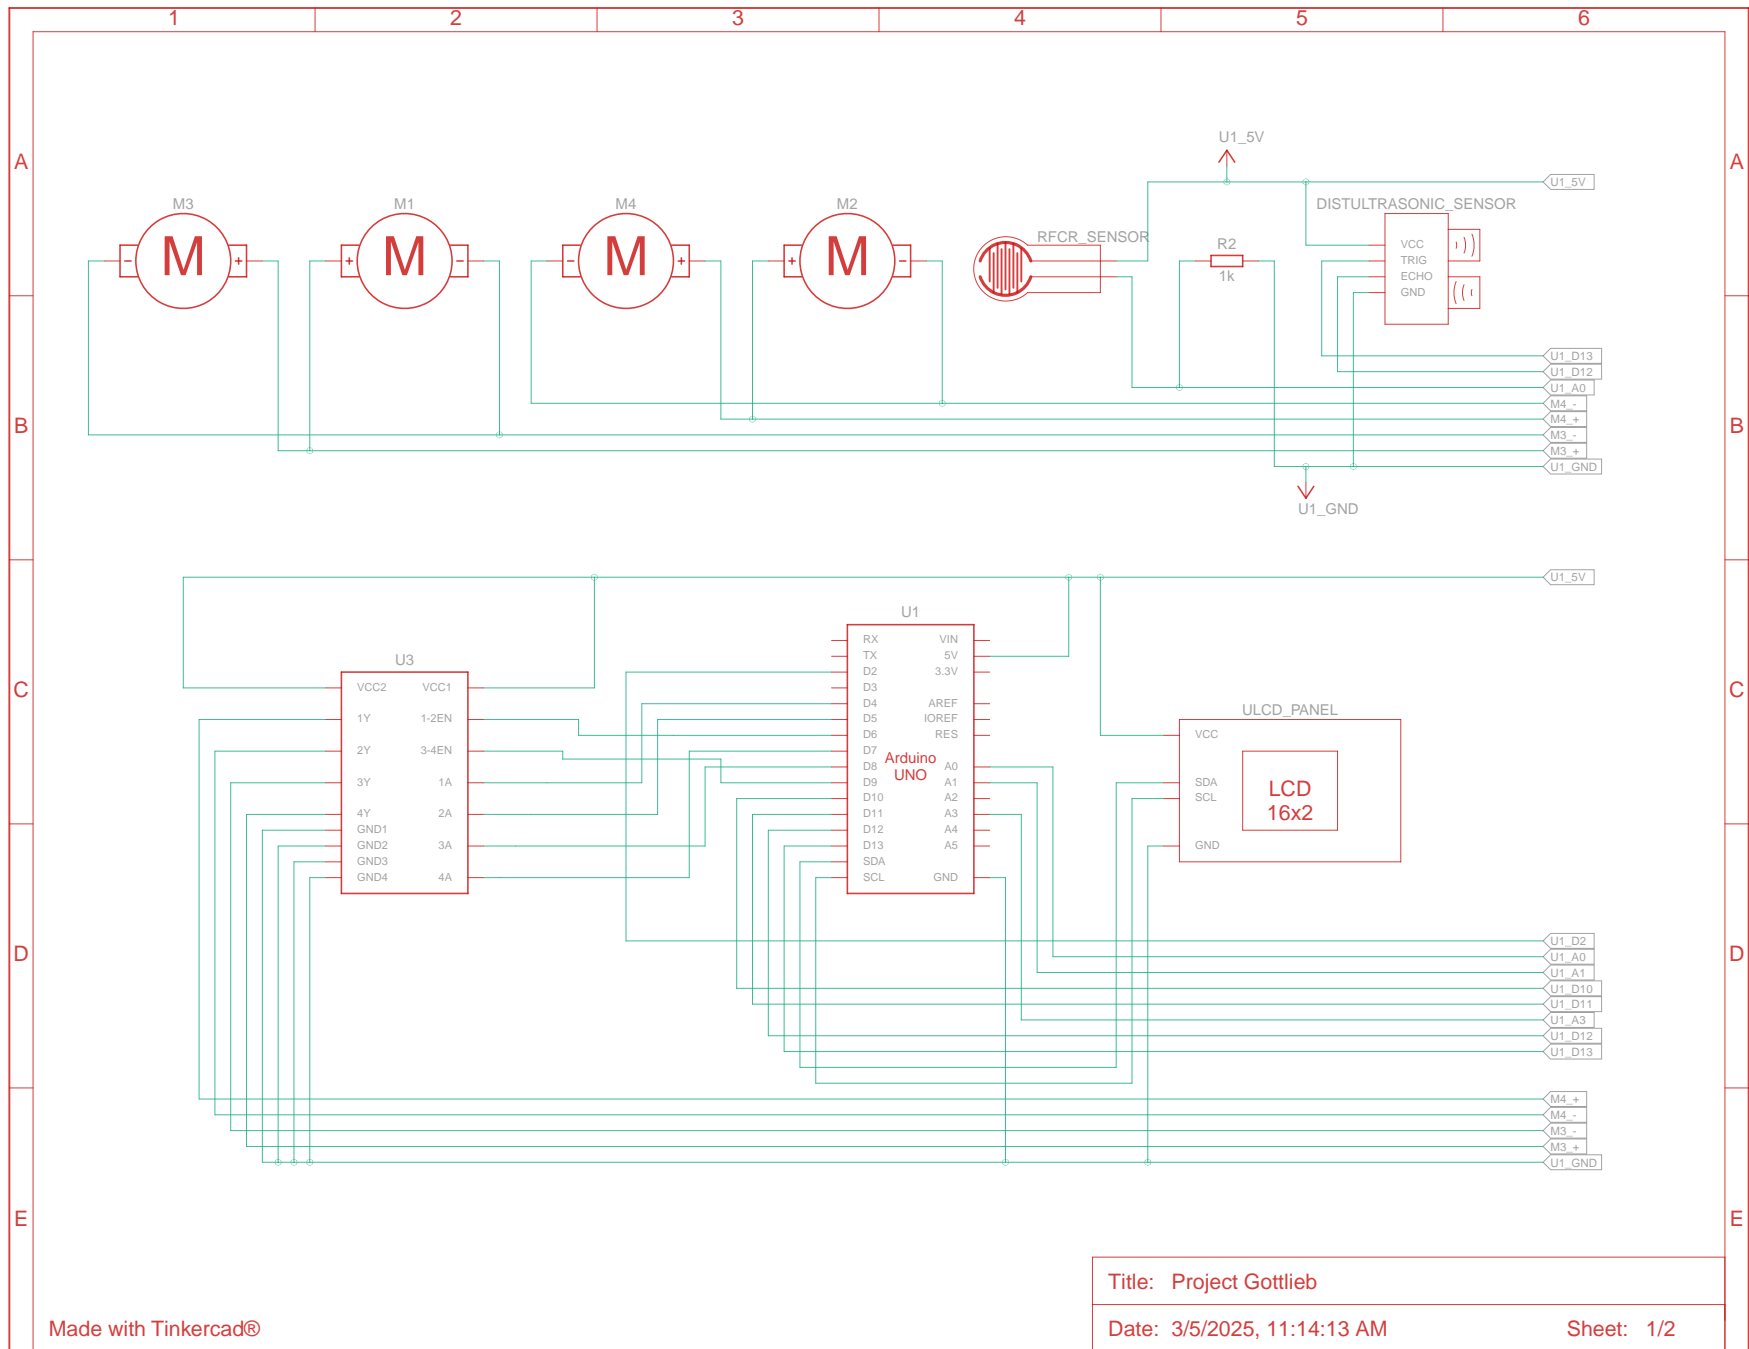 1 2 3 4 5 6
A A
U1_5V
U1_5V
M3 M1 M4 M2
DISTULTRASONIC_SENSOR
RFCR_SENSOR
R2
1k
M M M M
- + + - - + + -
VCC
TRIG
ECHO
GND
U1_D13
U1_D12
U1_A0
M4_-
M4_+
M3_-
M3_+
U1_GND
B B
U1_GND
U1_5V
C C
U3
VCC2 VCC1
1Y 1-2EN
2Y 3-4EN
3Y 1A
4Y 2A
GND1
GND2 3A
GND3
GND4 4A
U1
RX VIN
TX 5V
D2 3.3V
D3
D4 AREF
D5 IOREF
D6 RES
D7
Arduino
UNO
D8 A0
D9 A1
D10 A2
D11 A3
D12 A4
D13 A5
SDA
SCL GND
ULCD_PANEL
VCC
SDA
SCL
GND
LCD
16x2
D D
U1_D2
U1_A0
U1_A1
U1_D10
U1_D11
U1_A3
U1_D12
U1_D13
M4_+
M4_-
M3_-
M3_+
U1_GND
E E
Title: Project Gottlieb
Made with Tinkercad®
Date: 3/5/2025, 11:14:13 AM Sheet: 1/2